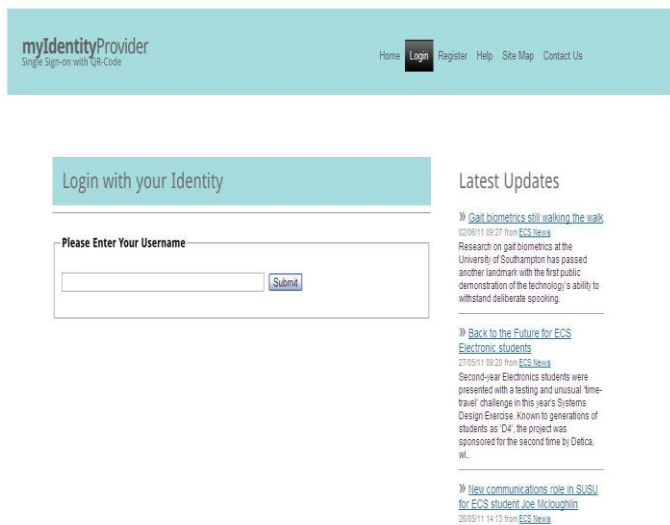 myIdentityProvider
Single Sign-on with QR-Code
Home Login Register Help Site Map Contact Us
Login with your Identity
Please Enter Your Username
Submit
Latest Updates
» Gait biometrics still walking the walk
02/06/11 09:27 from ECS News
Research on gait biometrics at the
University of Southampton has passed
another landmark with the first public
demonstration of the technology's ability to
withstand deliberate spooking.
» Back to the Future for ECS
Electronic students
27/05/11 09:20 from ECS News
Second-year Electronics students were
presented with a testing and unusual 'time-
travel' challenge in this year's Systems
Design Exercise. Known to generations of
students as 'D4', the project was
sponsored for the second time by Detica,
wi..
» New communications role in SUSU
for ECS student Joe Mcloughlin
26/05/11 14:13 from ECS News